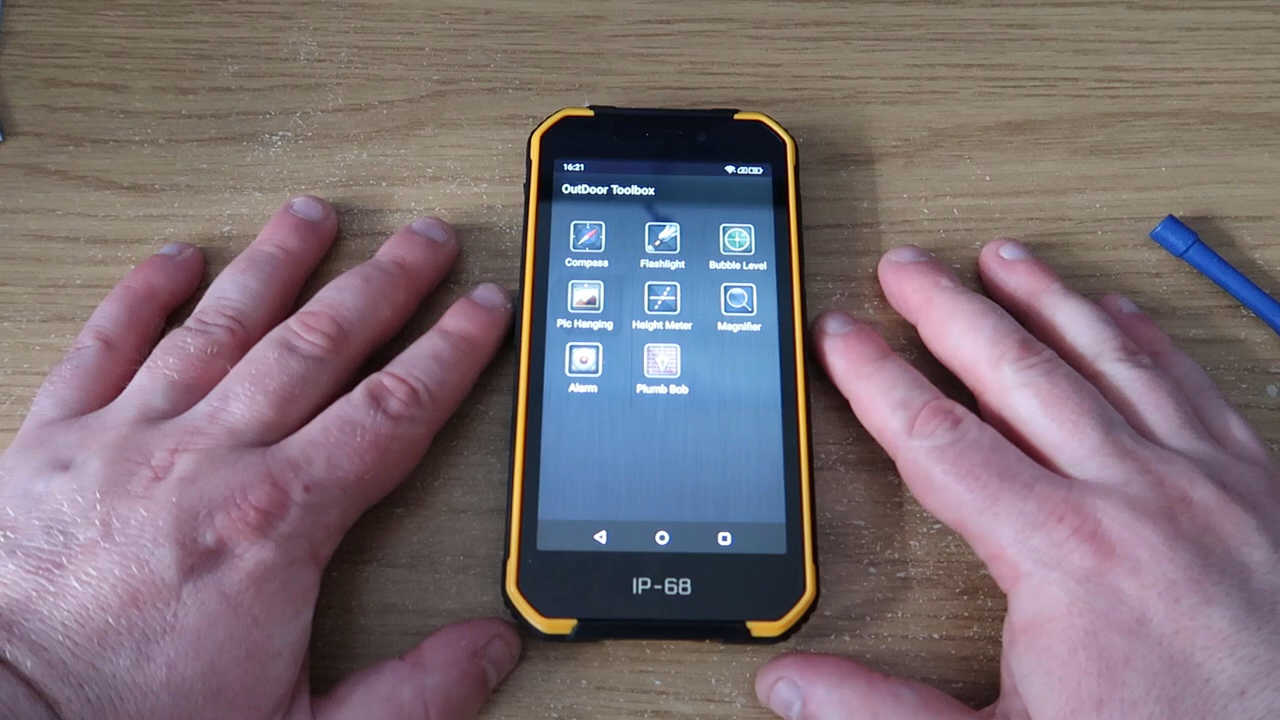 16:21
OutDoor Toolbox
Compass Flashlight Bubble Level
Pic Hanging Height Meter Magnifier
Alarm Plumb Bob
IP-68